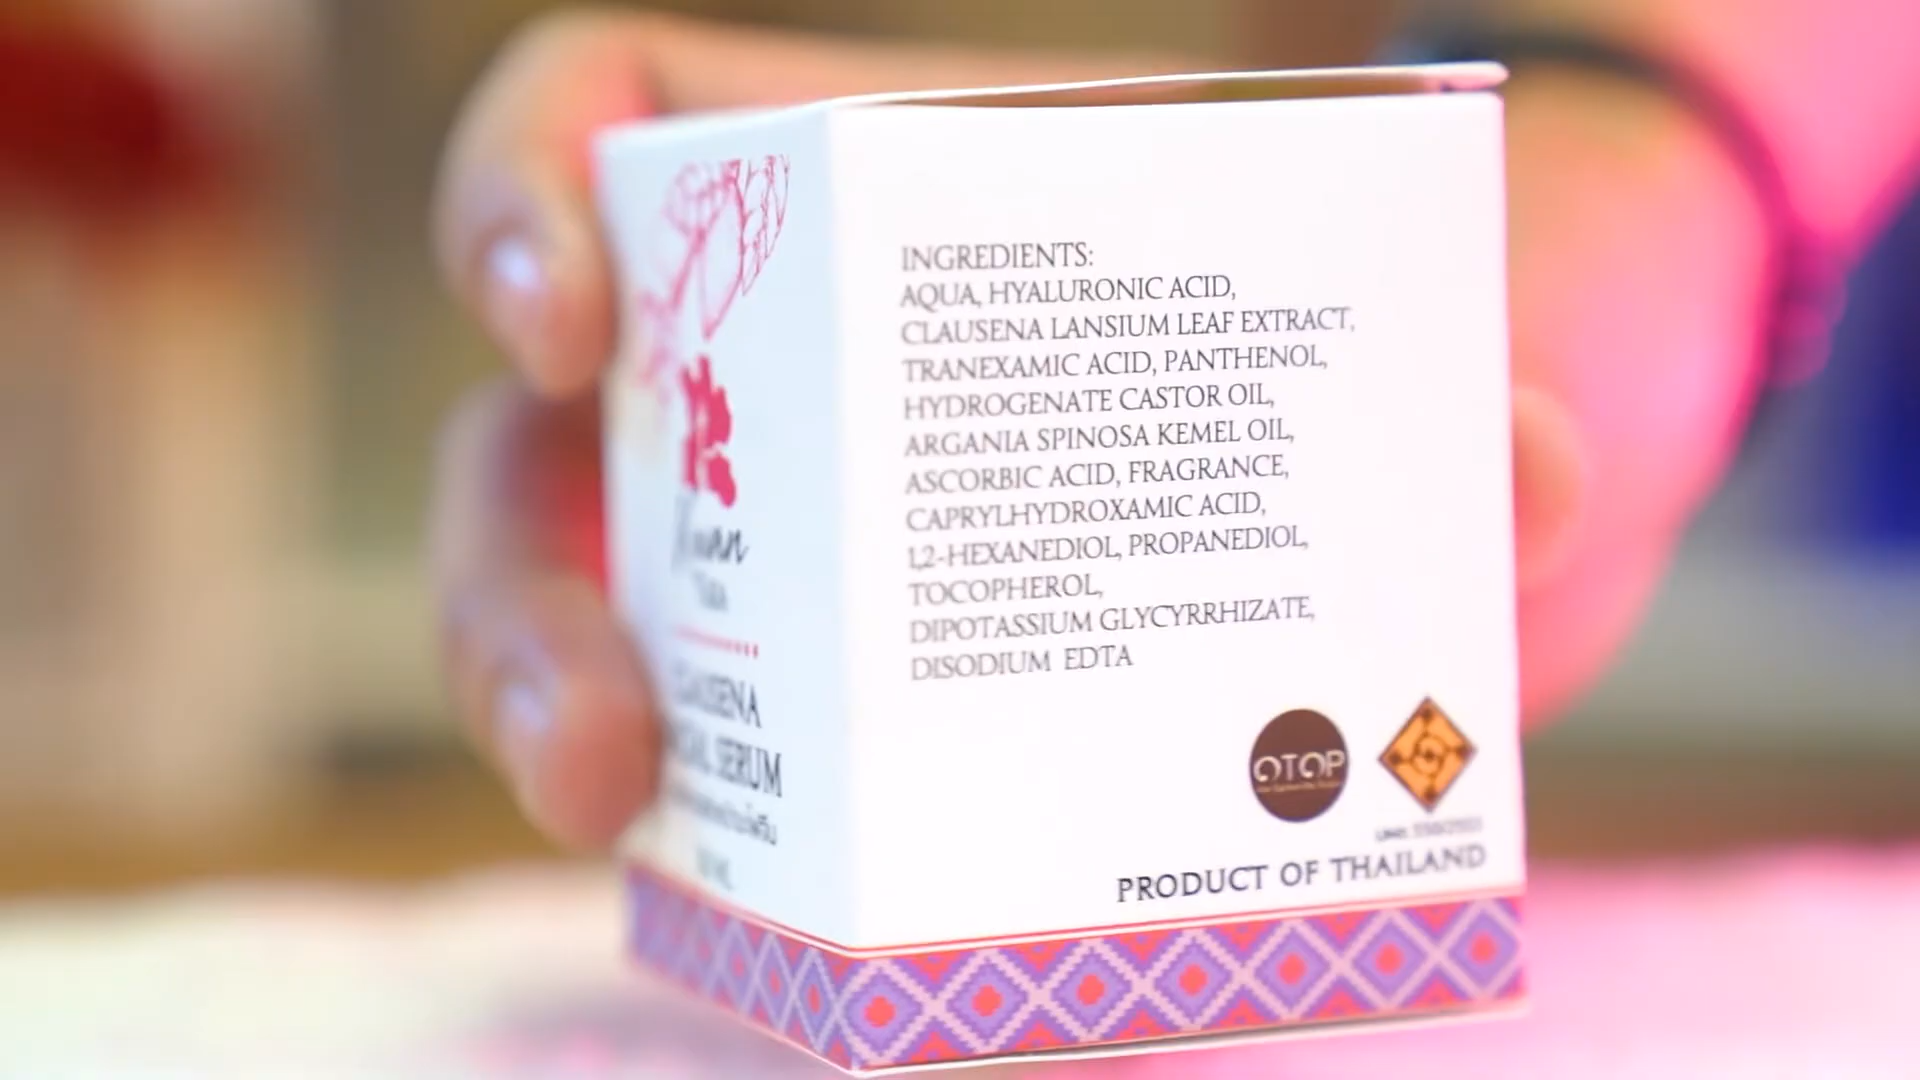 INGREDIENTS:
AQUA, HYALURONIC ACID,
CLAUSENA LANSIUM LEAF EXTRACT,
TRANEXAMIC ACID, PANTHENOL,
HYDROGENATE CASTOR OIL,
ARGANIA SPINOSA KEMEL OIL,
ASCORBIC ACID, FRAGRANCE,
CAPRYLHYDROXAMIC ACID,
1,2-HEXANEDIOL, PROPANEDIOL,
TOCOPHEROL,
DIPOTASSIUM GLYCYRRHIZATE,
DISODIUM EDTA
OTOP
PRODUCT OF THAILAND
SERUM